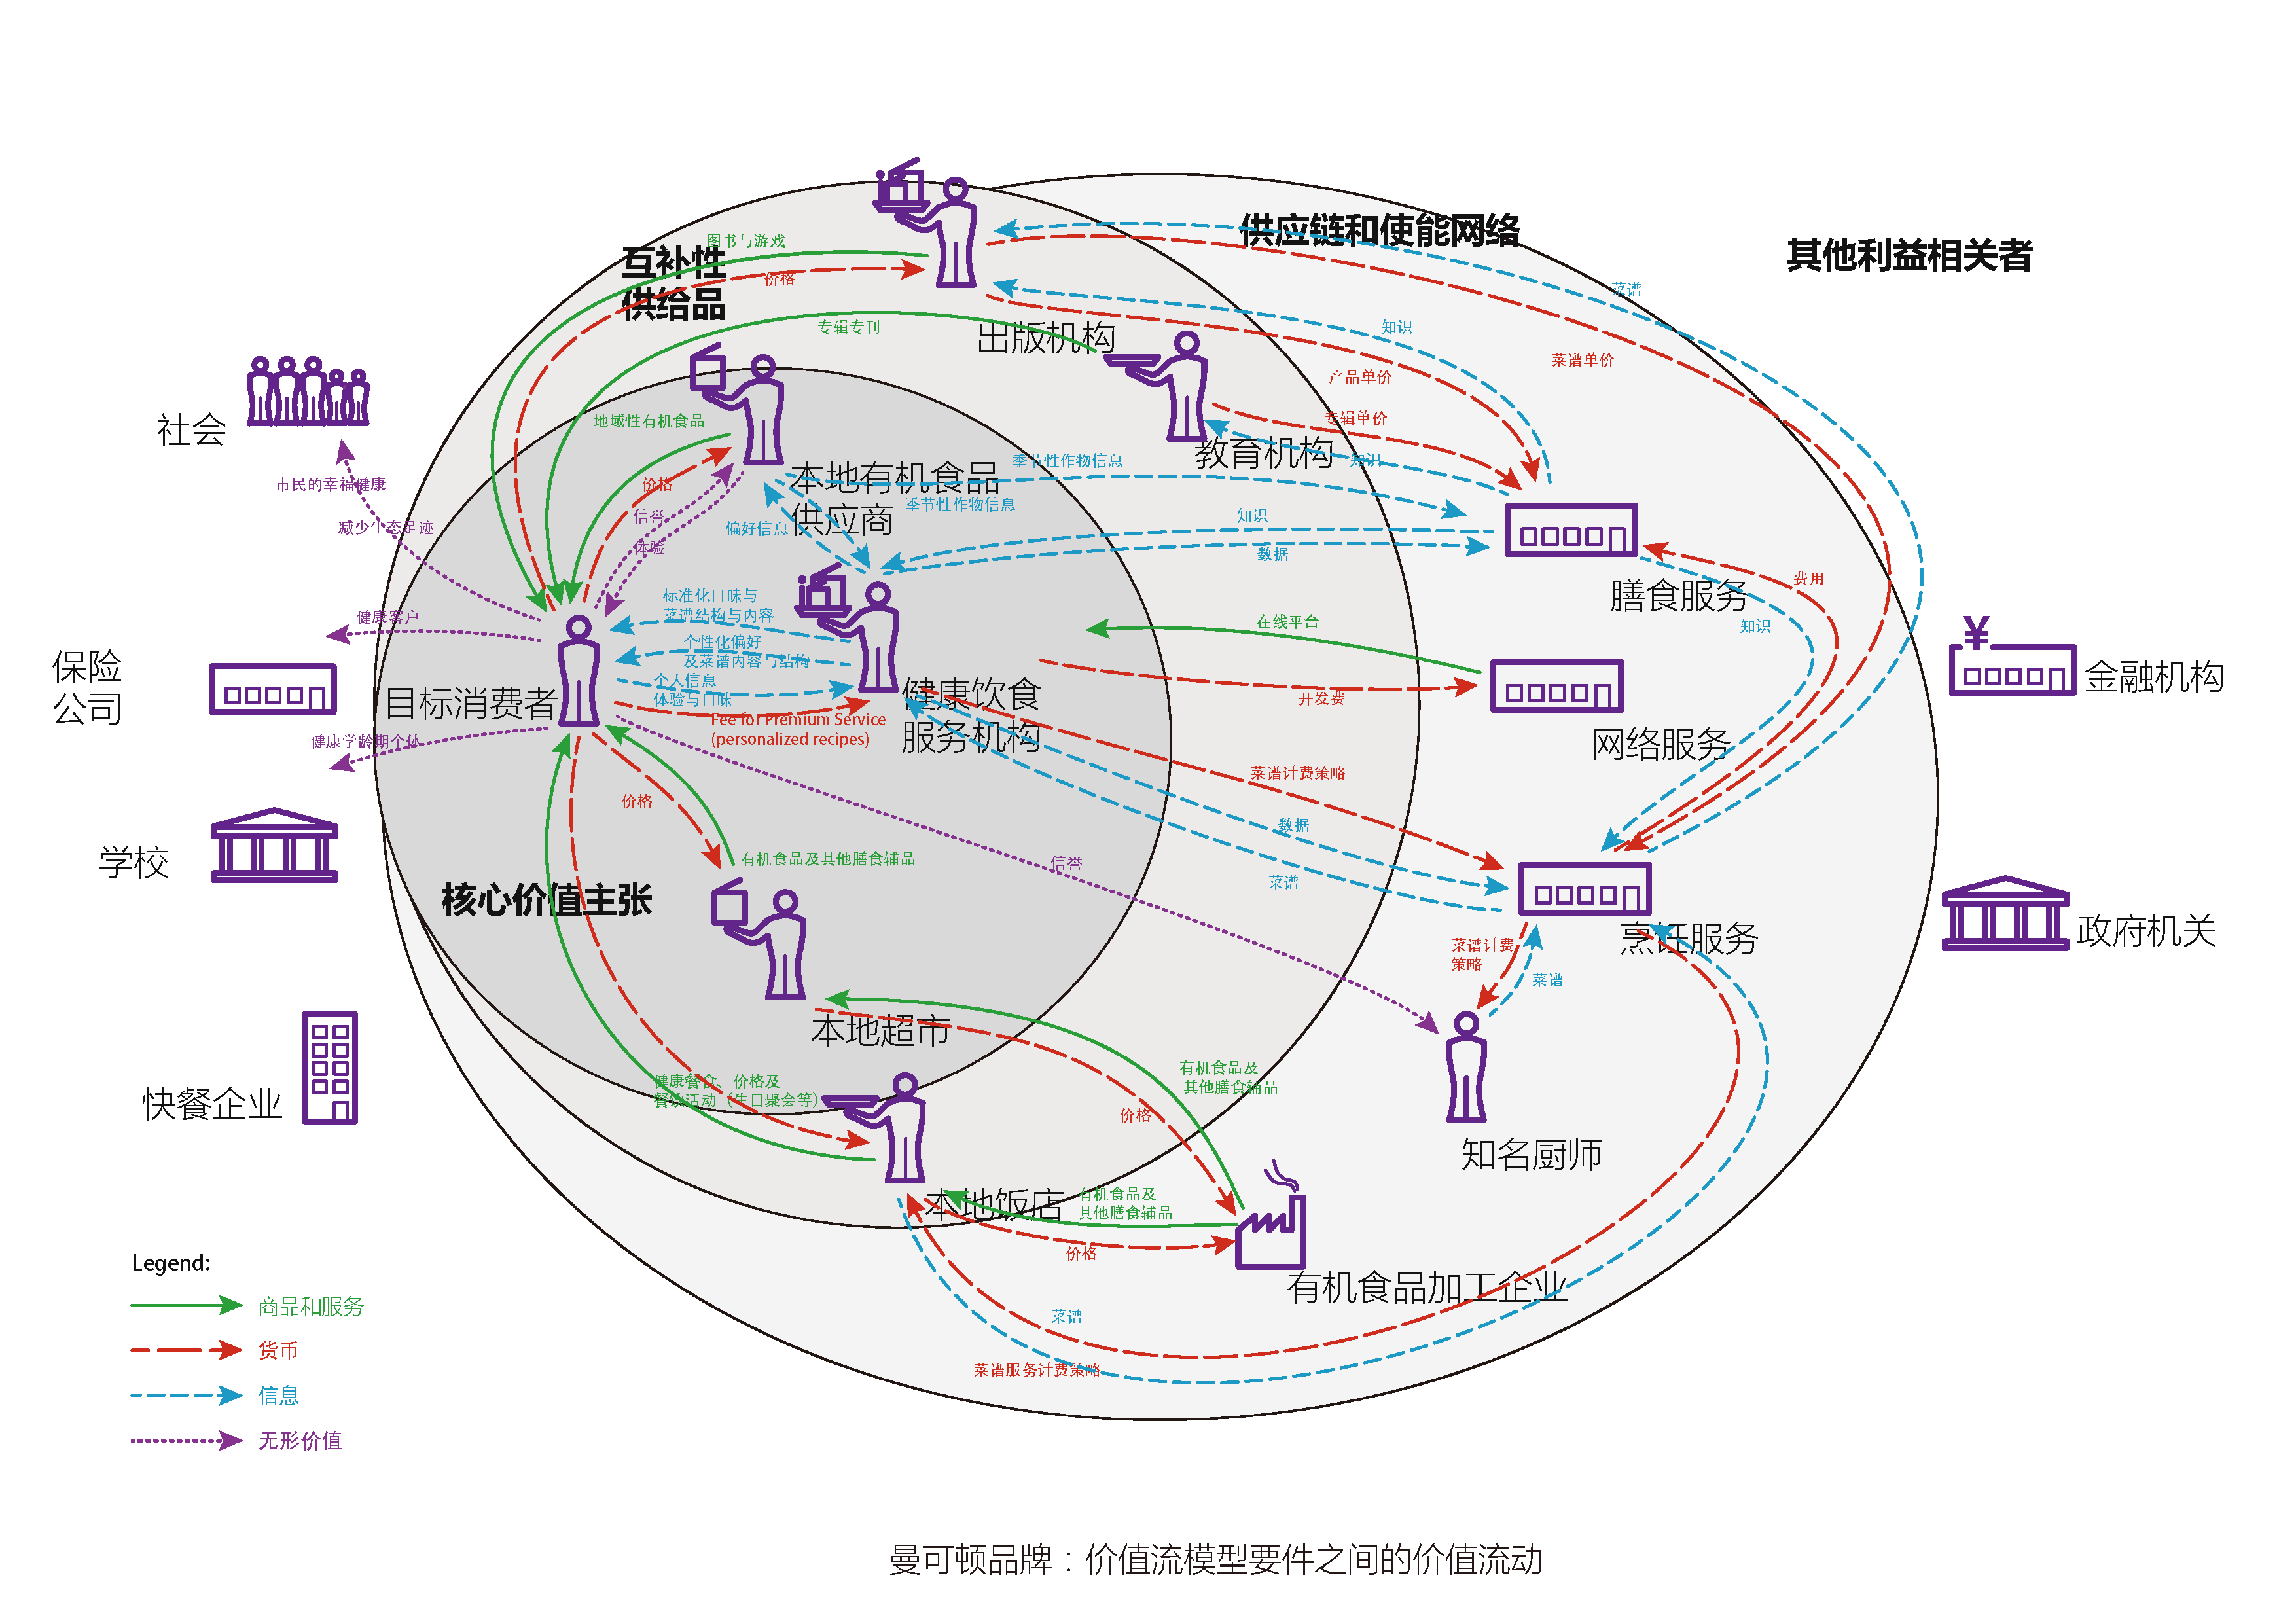 供应链和使能网络
其他利益相关者
互补性
供给品
图书与游戏
价格
菜谱
知识
菜谱单价
专辑专刊
出版机构
产品单价
专辑单价
社会
地域性有机食品
教育机构
知识
季节性作物信息
本地有机食品
供应商
季节性作物信息
价格
信誉
体验
偏好信息
市民的幸福健康
减少生态足迹
知识
数据
膳食服务
费用
知识
标准化口味与
菜谱结构与内容
个性化偏好
及菜谱内容与结构
个人信息
体验与口味
Fee for Premium Service
(personalized recipes)
健康客户
在线平台
保险
公司
目标消费者
健康饮食
服务机构
开发费
网络服务
金融机构
健康学龄期个体
菜谱计费策略
价格
数据
学校
有机食品及其他膳食辅品
信誉
菜谱
核心价值主张
烹饪服务
政府机关
菜谱计费
策略
菜谱
本地超市
快餐企业
健康餐食、价格及
餐饮活动（生日聚会等）
有机食品及
其他膳食辅品
价格
知名厨师
本地饭店
有机食品及
其他膳食辅品
价格
有机食品加工企业
菜谱
菜谱服务计费策略
Legend:
商品和服务
货币
信息
无形价值
曼可顿品牌：价值流模型要件之间的价值流动